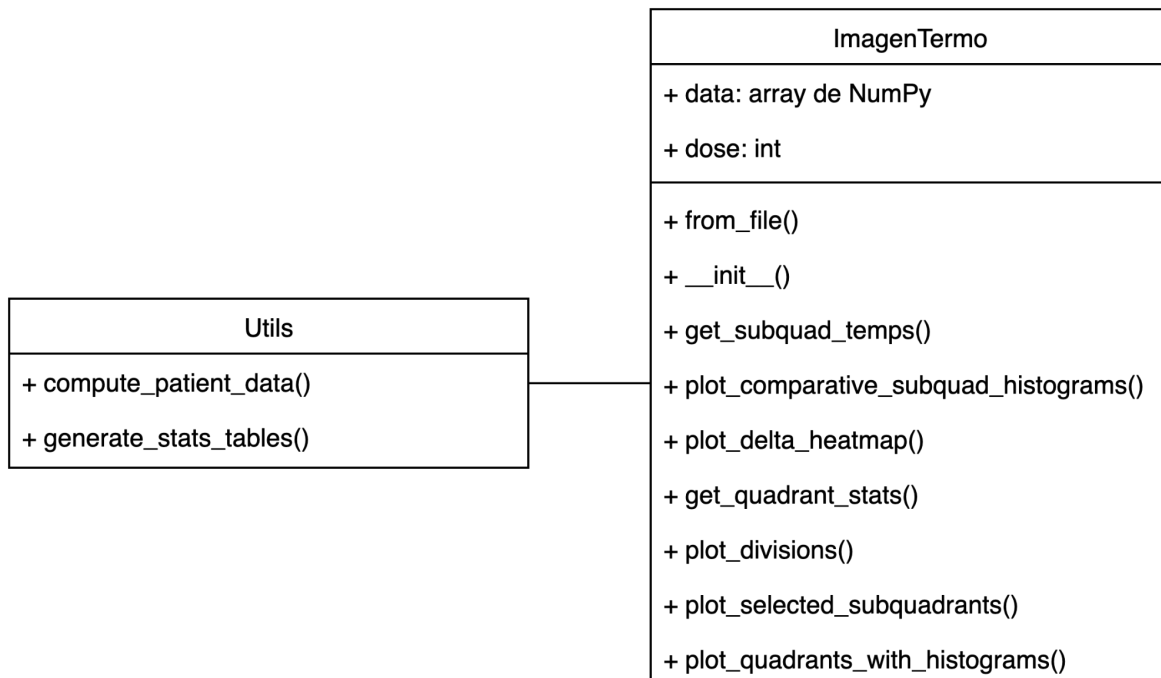 ImagenTermo
+ data: array de NumPy
+ dose: int
+ from_file()
+ __init__()
+ get_subquad_temps()
+ plot_comparative_subquad_histograms()
+ plot_delta_heatmap()
+ get_quadrant_stats()
+ plot_divisions()
+ plot_selected_subquadrants()
+ plot_quadrants_with_histograms()
Utils
+ compute_patient_data()
+ generate_stats_tables()